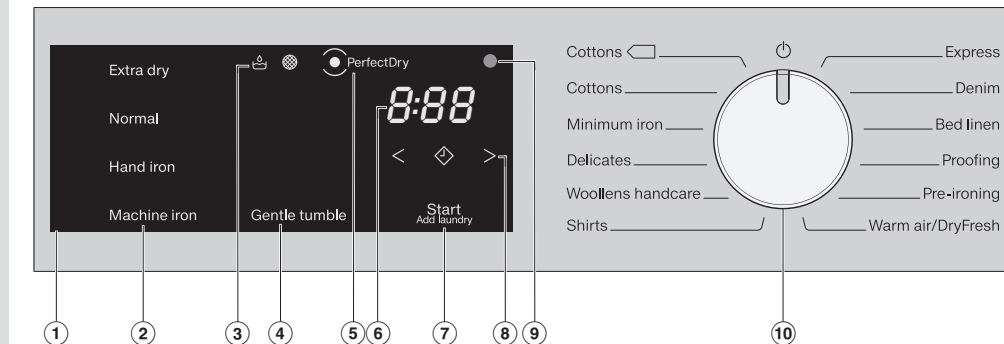 PerfectDry
Extra dry
8:88
Normal
Hand iron
Machine iron
Gentle tumble
Start
Add laundry
Cottons
Cottons
Minimum iron
Delicates
Woollens handcare
Shirts
Express
Denim
Bed linen
Proofing
Pre-ironing
Warm air/DryFresh
1 2 3 4 5 6 7 8 9 10